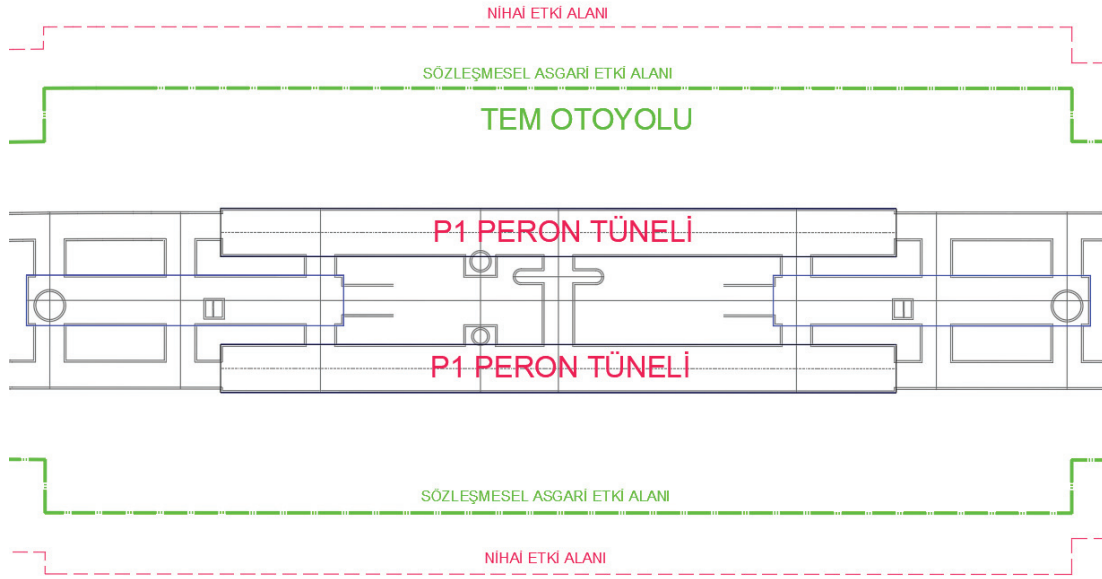 NİHAİ ETKİ ALANI
SÖZLEŞMESEL ASGARİ ETKİ ALANI
TEM OTOYOLU
P1 PERON TÜNELİ
P1 PERON TÜNELİ
SÖZLEŞMESEL ASGARİ ETKİ ALANI
NİHAİ ETKİ ALANI